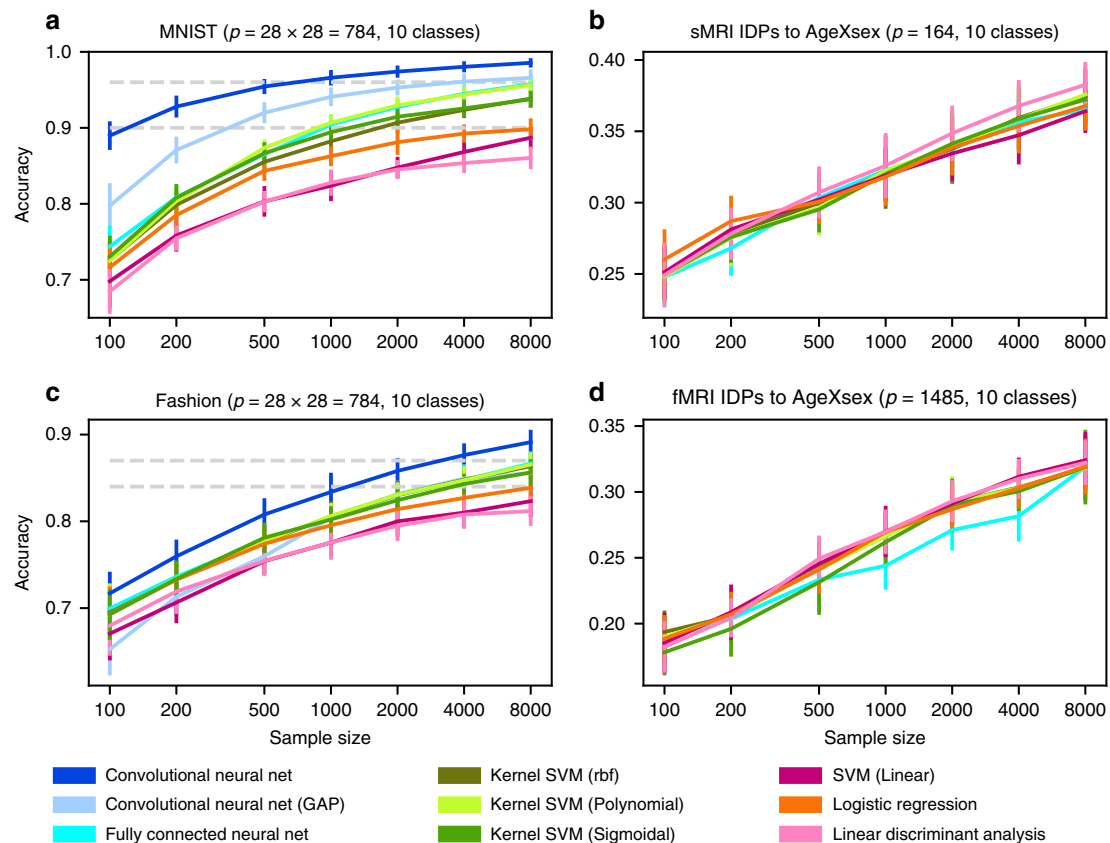 a
MNIST (p = 28 × 28 = 784, 10 classes)
1.0
0.9
0.8
0.7
Accuracy
100 200 500 1000 2000 4000 8000
b
sMRI IDPs to AgeXsex (p = 164, 10 classes)
0.40
0.35
0.30
0.25
100 200 500 1000 2000 4000 8000
c
Fashion (p = 28 × 28 = 784, 10 classes)
0.9
0.8
0.7
Accuracy
100 200 500 1000 2000 4000 8000
Sample size
d
fMRI IDPs to AgeXsex (p = 1485, 10 classes)
0.35
0.30
0.25
0.20
100 200 500 1000 2000 4000 8000
Sample size
Convolutional neural net
Convolutional neural net (GAP)
Fully connected neural net
Kernel SVM (rbf)
Kernel SVM (Polynomial)
Kernel SVM (Sigmoidal)
SVM (Linear)
Logistic regression
Linear discriminant analysis